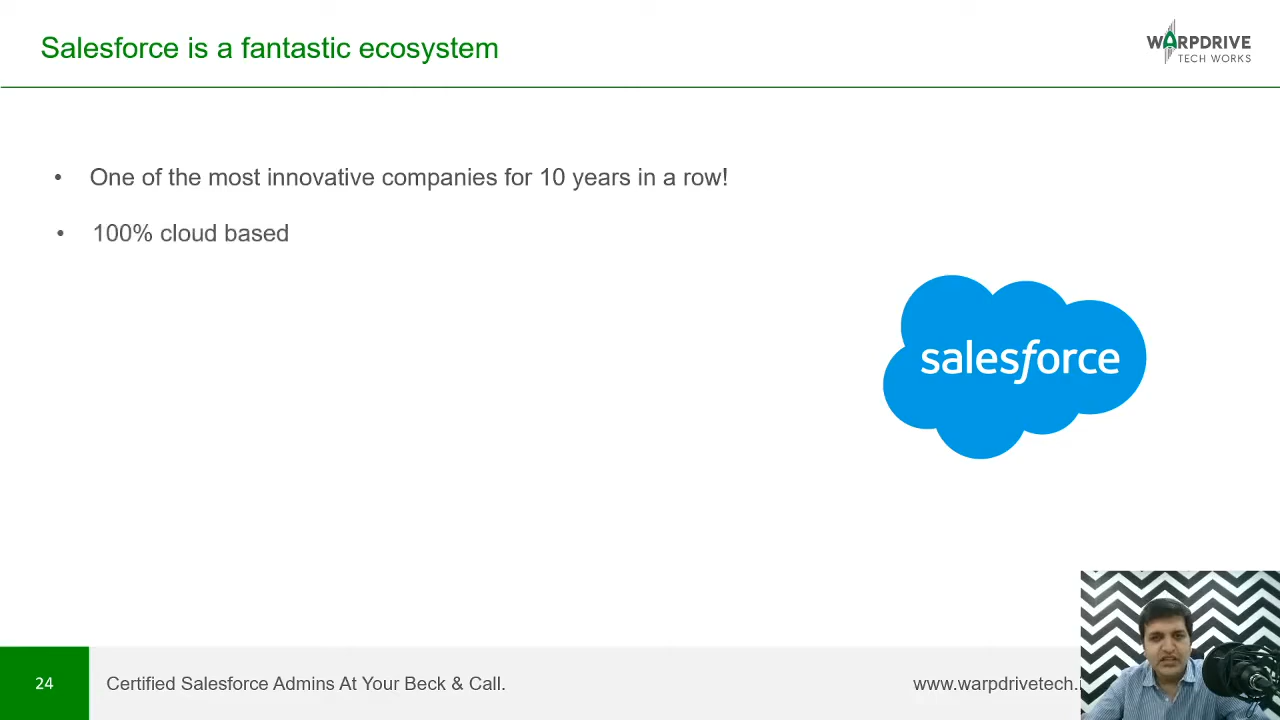 Salesforce is a fantastic ecosystem
WARPDRIVE
TECH WORKS
• One of the most innovative companies for 10 years in a row!
• 100% cloud based
salesforce
24
Certified Salesforce Admins At Your Beck & Call.
www.warpdrivetech.